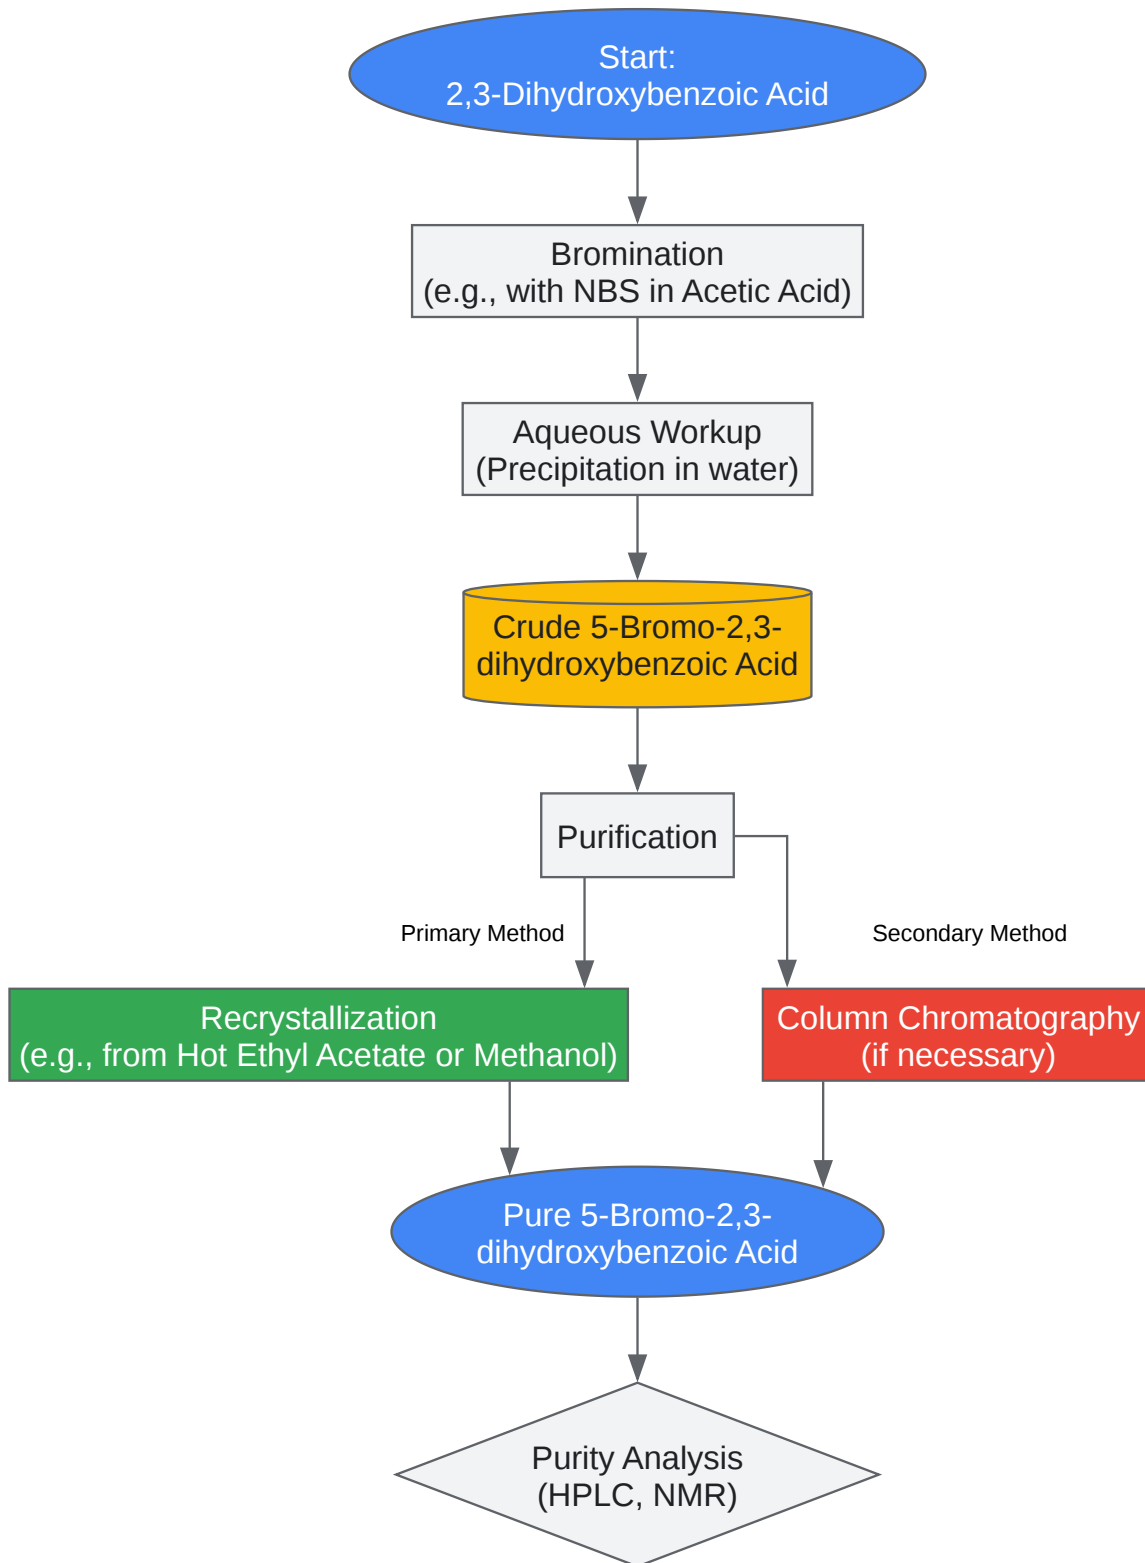 Start:
2,3-Dihydroxybenzoic Acid
Bromination
(e.g., with NBS in Acetic Acid)
Aqueous Workup
(Precipitation in water)
Crude 5-Bromo-2,3-
dihydroxybenzoic Acid
Purification
Primary Method
Secondary Method
Recrystallization
(e.g., from Hot Ethyl Acetate or Methanol)
Column Chromatography
(if necessary)
Pure 5-Bromo-2,3-
dihydroxybenzoic Acid
Purity Analysis
(HPLC, NMR)